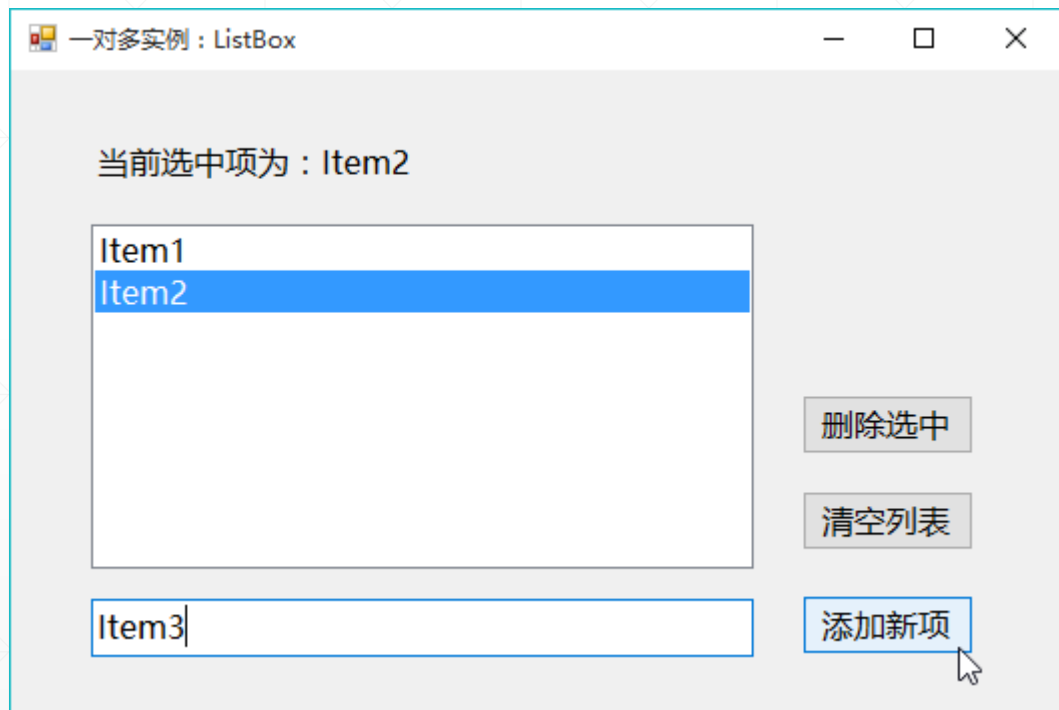 一对多实例：ListBox
当前选中项为：Item2
Item1
Item2
删除选中
清空列表
Item3
添加新项